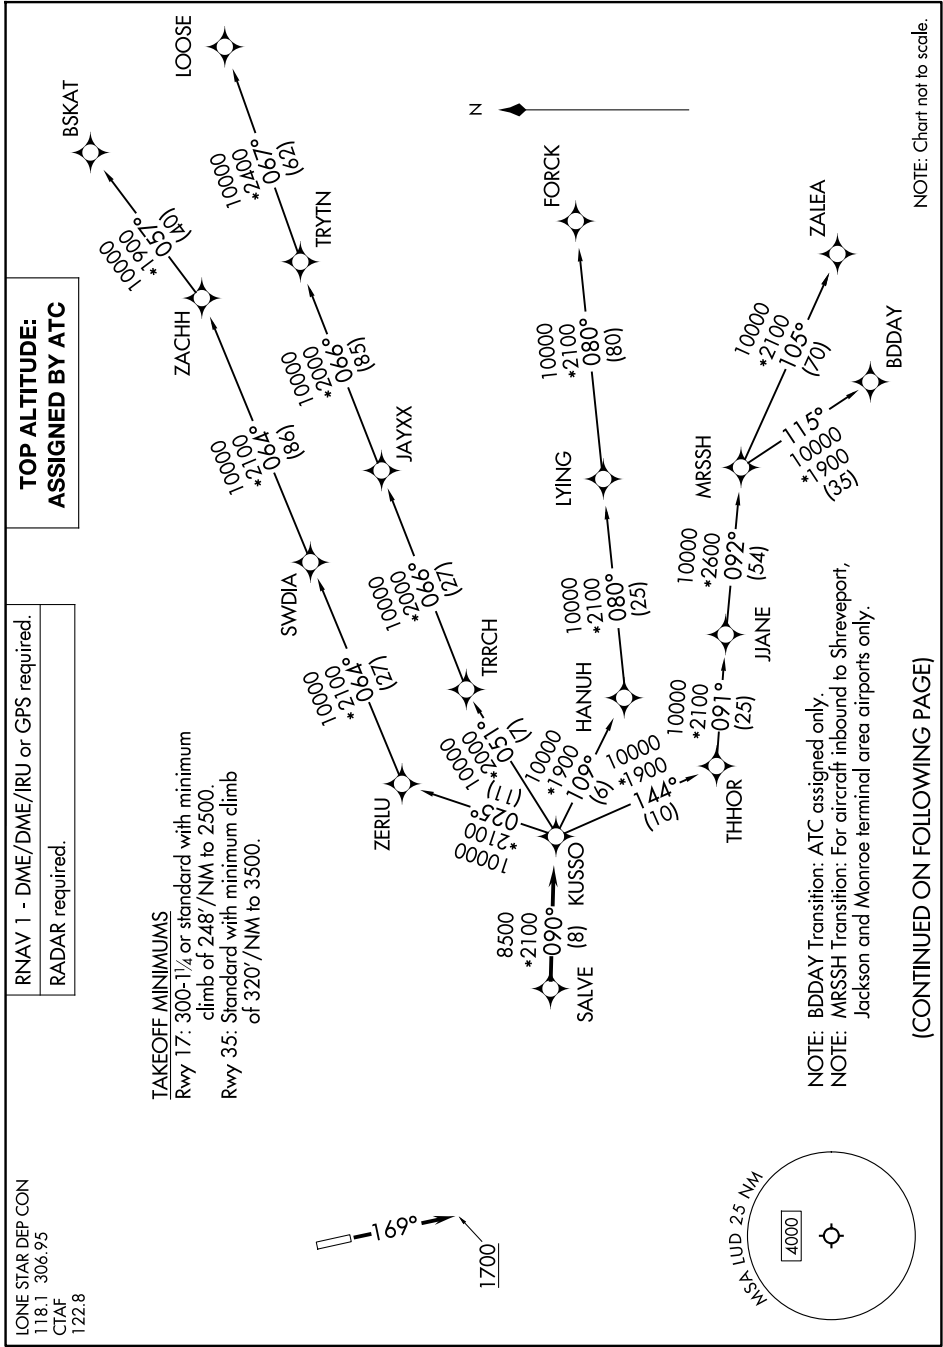 LONE STAR DEP CON
118.1 306.95
CTAF
122.8
RNAV 1 - DME/DME/IRU or GPS required.
RADAR required.
TOP ALTITUDE:
ASSIGNED BY ATC
TAKEOFF MINIMUMS
Rwy 17: 300-1¼ or standard with minimum
climb of 248'/NM to 2500.
Rwy 35: Standard with minimum climb
of 320'/NM to 3500.
169°
1700
MSA LUD 25 NM
4000
SALVE
8500
*2100
090°
(8)
KUSSO
10000
*2100
025°
(11)
ZERLU
10000
*2100
064°
(27)
SWDIA
10000
*2100
064°
(86)
ZACHH
10000
*1900
057°
(40)
BSKAT
10000
*2000
051°
(7)
TRRCH
10000
*2000
066°
(27)
JAYXX
10000
*2000
066°
(85)
TRYTN
10000
*2400
067°
(62)
LOOSE
N
10000
*1900
109°
(6)
HANUH
10000
*2100
080°
(25)
LYING
10000
*2100
080°
(80)
FORCK
10000
*1900
144°
(10)
THHOR
10000
*2100
091°
(25)
JJANE
10000
*2600
092°
(54)
MRSSH
10000
*2100
105°
(70)
ZALEA
115°
10000
*1900
(35)
BDDAY
NOTE: BDDAY Transition: ATC assigned only.
NOTE: MRSSH Transition: For aircraft inbound to Shreveport,
Jackson and Monroe terminal area airports only.
NOTE: Chart not to scale.
(CONTINUED ON FOLLOWING PAGE)